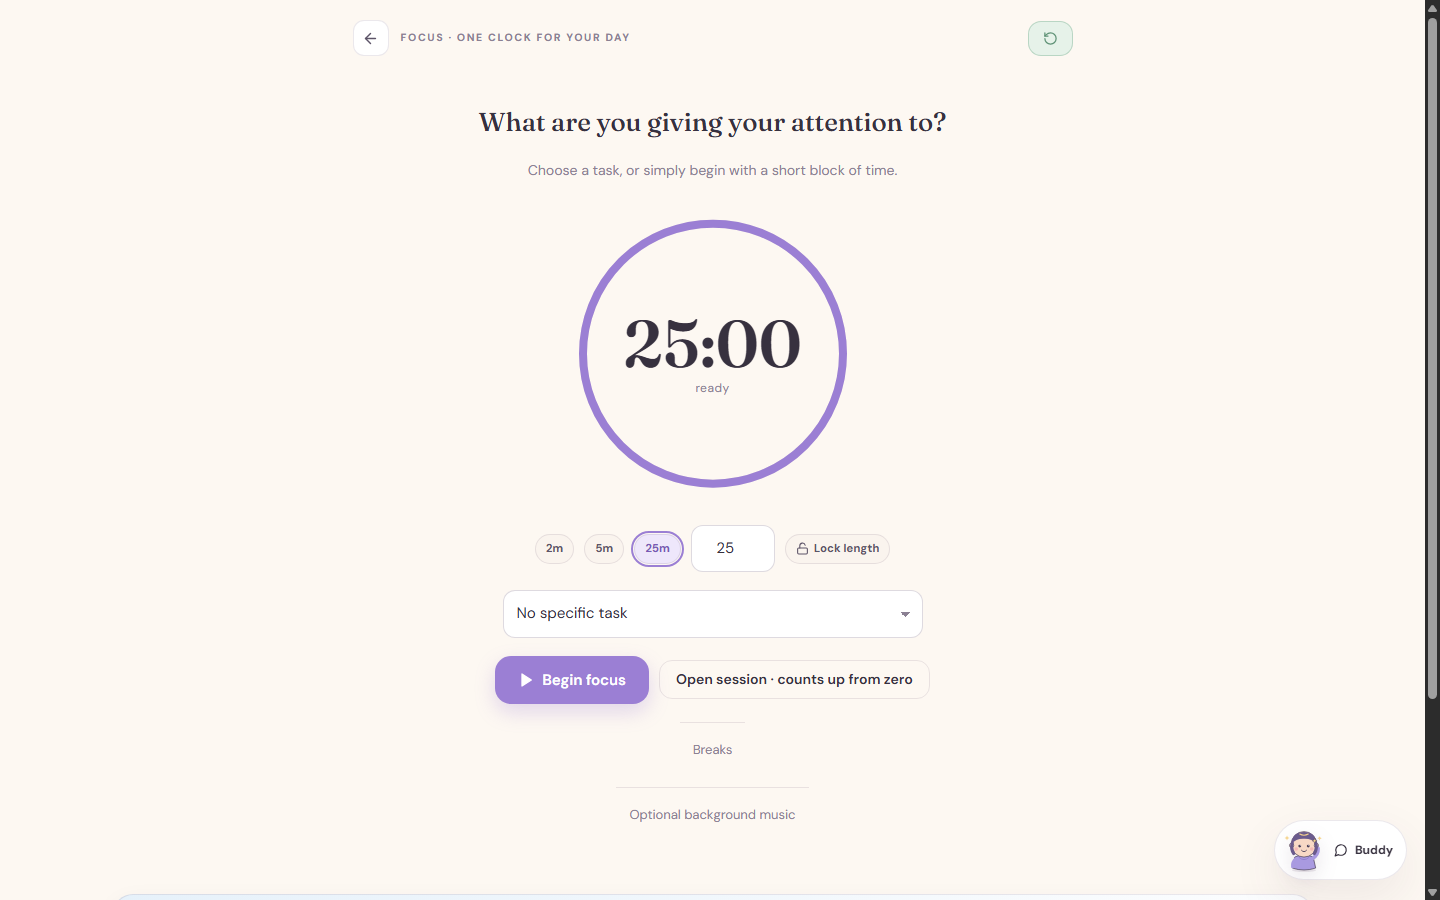 FOCUS · ONE CLOCK FOR YOUR DAY
What are you giving your attention to?
Choose a task, or simply begin with a short block of time.
25:00
ready
2m 5m 25m 25 Lock length
No specific task
Begin focus Open session · counts up from zero
Breaks
Optional background music
Buddy